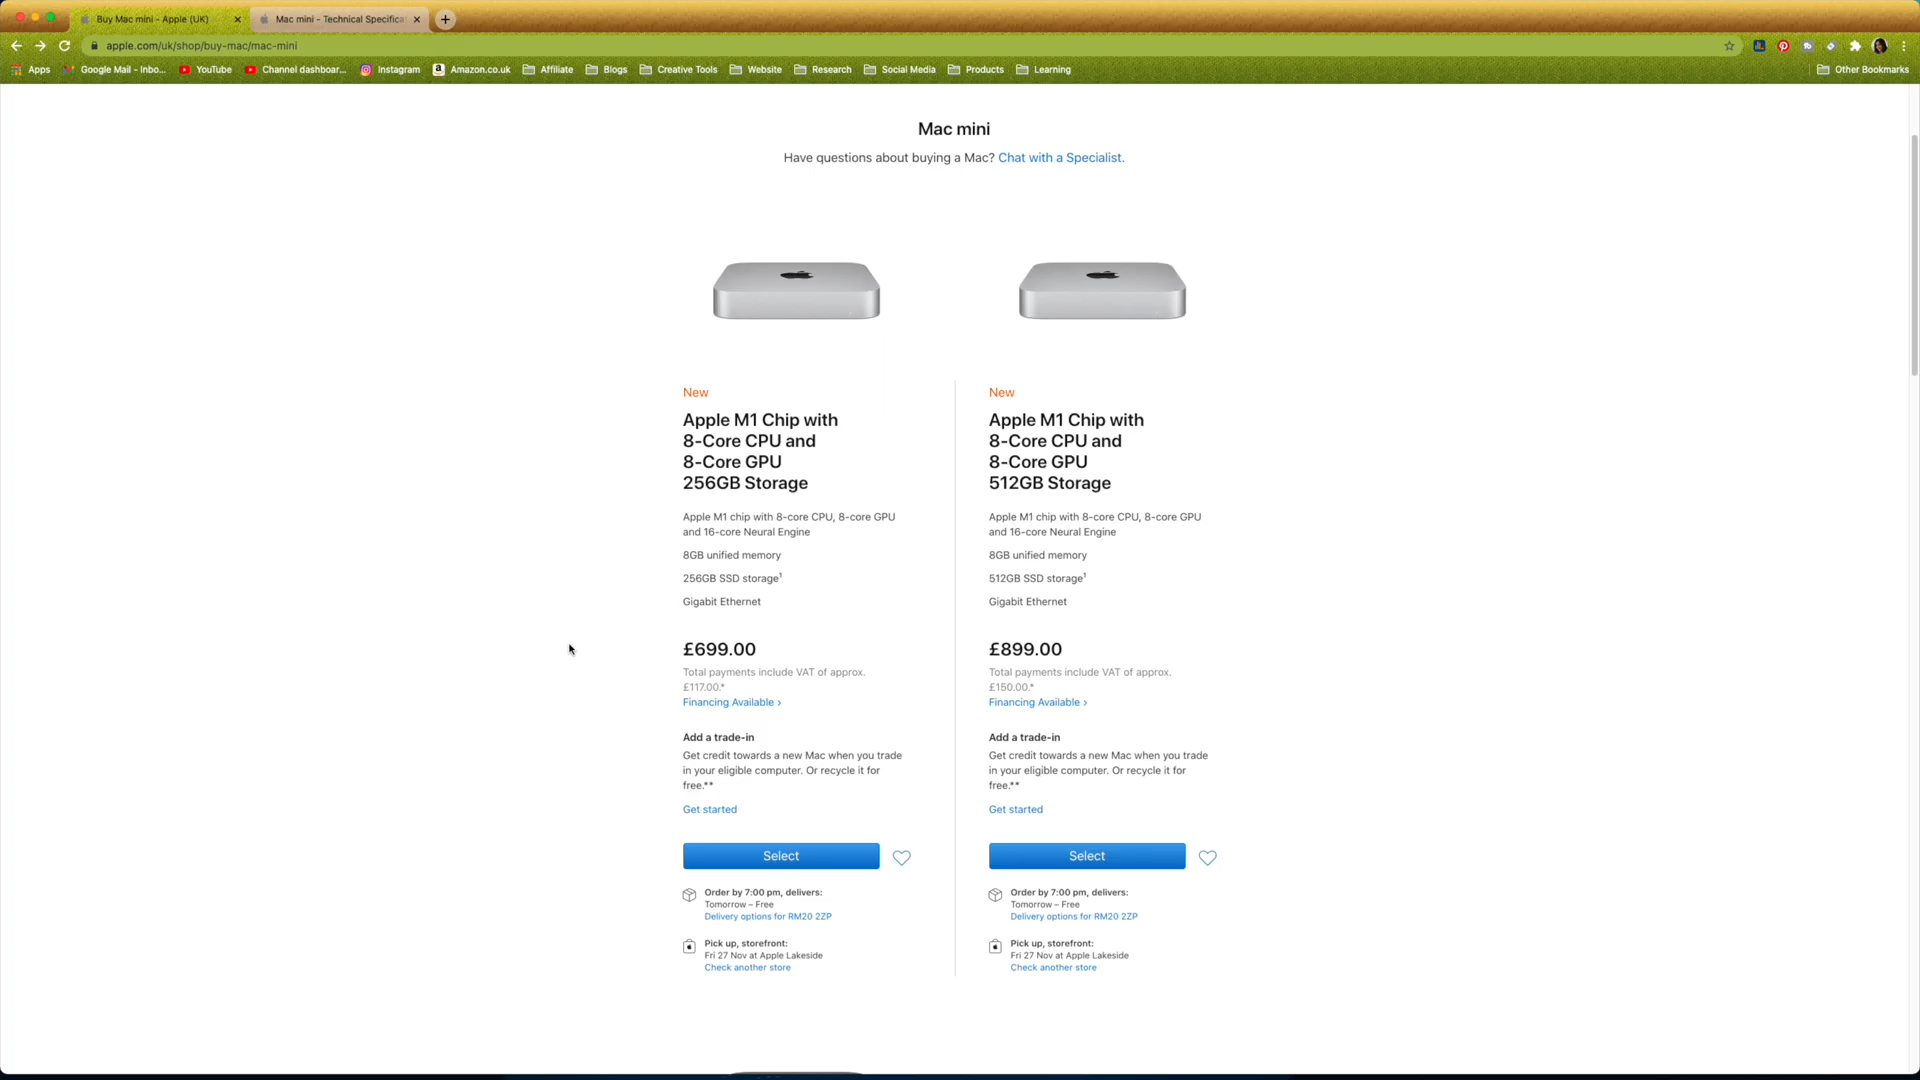 Buy Mac mini - Apple (UK)
Mac mini - Technical Specifica
apple.com/uk/shop/buy-mac/mac-mini
Apps
Google Mail - Inbo...
YouTube
Channel dashboar...
Instagram
Amazon.co.uk
Affiliate
Blogs
Creative Tools
Website
Research
Social Media
Products
Learning
Other Bookmarks
Mac mini
Have questions about buying a Mac? Chat with a Specialist.
New
Apple M1 Chip with
8-Core CPU and
8-Core GPU
256GB Storage
Apple M1 chip with 8-core CPU, 8-core GPU
and 16-core Neural Engine
8GB unified memory
256GB SSD storage¹
Gigabit Ethernet
£699.00
Total payments include VAT of approx.
£117.00.*
Financing Available ›
Add a trade-in
Get credit towards a new Mac when you trade
in your eligible computer. Or recycle it for
free.**
Get started
Select
Order by 7:00 pm, delivers:
Tomorrow – Free
Delivery options for RM20 2ZP
Pick up, storefront:
Fri 27 Nov at Apple Lakeside
Check another store
New
Apple M1 Chip with
8-Core CPU and
8-Core GPU
512GB Storage
Apple M1 chip with 8-core CPU, 8-core GPU
and 16-core Neural Engine
8GB unified memory
512GB SSD storage¹
Gigabit Ethernet
£899.00
Total payments include VAT of approx.
£150.00.*
Financing Available ›
Add a trade-in
Get credit towards a new Mac when you trade
in your eligible computer. Or recycle it for
free.**
Get started
Select
Order by 7:00 pm, delivers:
Tomorrow – Free
Delivery options for RM20 2ZP
Pick up, storefront:
Fri 27 Nov at Apple Lakeside
Check another store